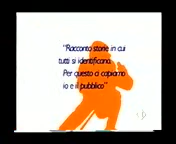 "Racconto storie in cui
tutti si identificano.
Per questo ci capiamo
io e il pubblico"